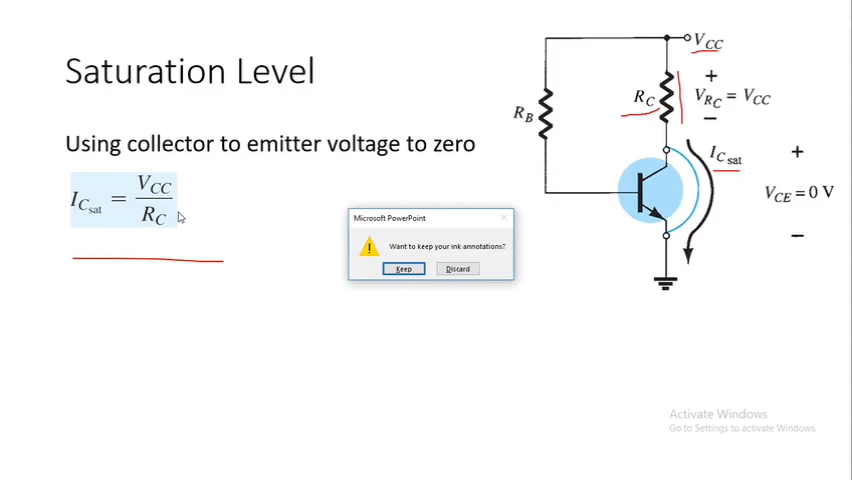 Saturation Level
Using collector to emitter voltage to zero
I_Csat = V_CC / R_C
V_CC
R_B
R_C
+
V_RC = V_CC
−
I_Csat
+
V_CE = 0 V
−
Microsoft PowerPoint
Want to keep your ink annotations?
Keep
Discard
Activate Windows
Go to Settings to activate Windows.